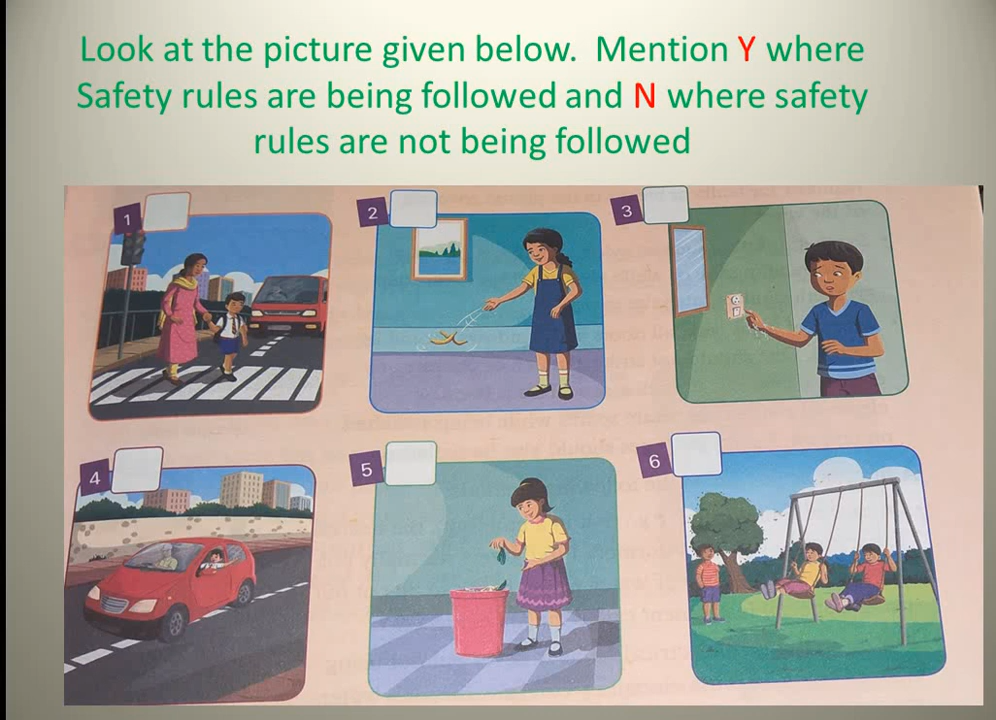 Look at the picture given below. Mention Y where
Safety rules are being followed and N where safety
rules are not being followed
1
2
3
4
5
6